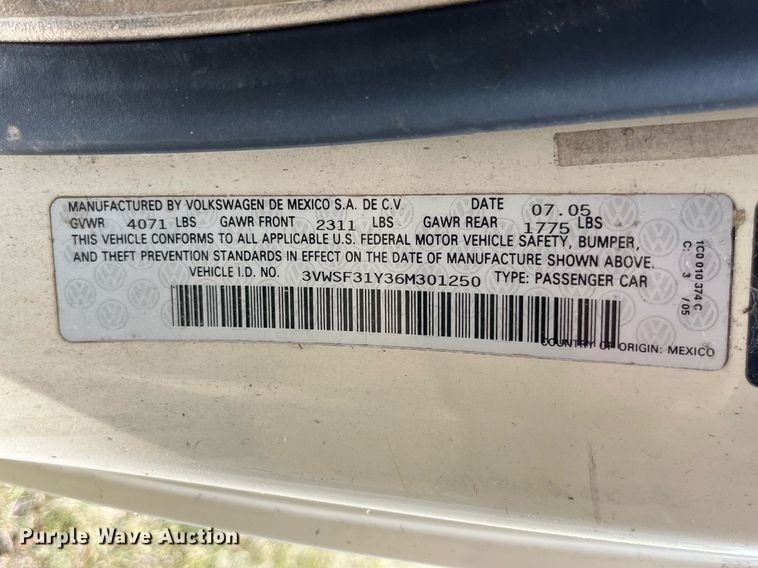 MANUFACTURED BY VOLKSWAGEN DE MEXICO S.A. DE C.V. DATE 07.05
GVWR 4071 LBS GAWR FRONT 2311 LBS GAWR REAR 1775 LBS
THIS VEHICLE CONFORMS TO ALL APPLICABLE U.S. FEDERAL MOTOR VEHICLE SAFETY, BUMPER,
AND THEFT PREVENTION STANDARDS IN EFFECT ON THE DATE OF MANUFACTURE SHOWN ABOVE.
VEHICLE I.D. NO. 3VWSF31Y36M301250 TYPE: PASSENGER CAR
COUNTRY OF ORIGIN: MEXICO
1C0 010 374 C
C: 3 /05
Purple Wave Auction